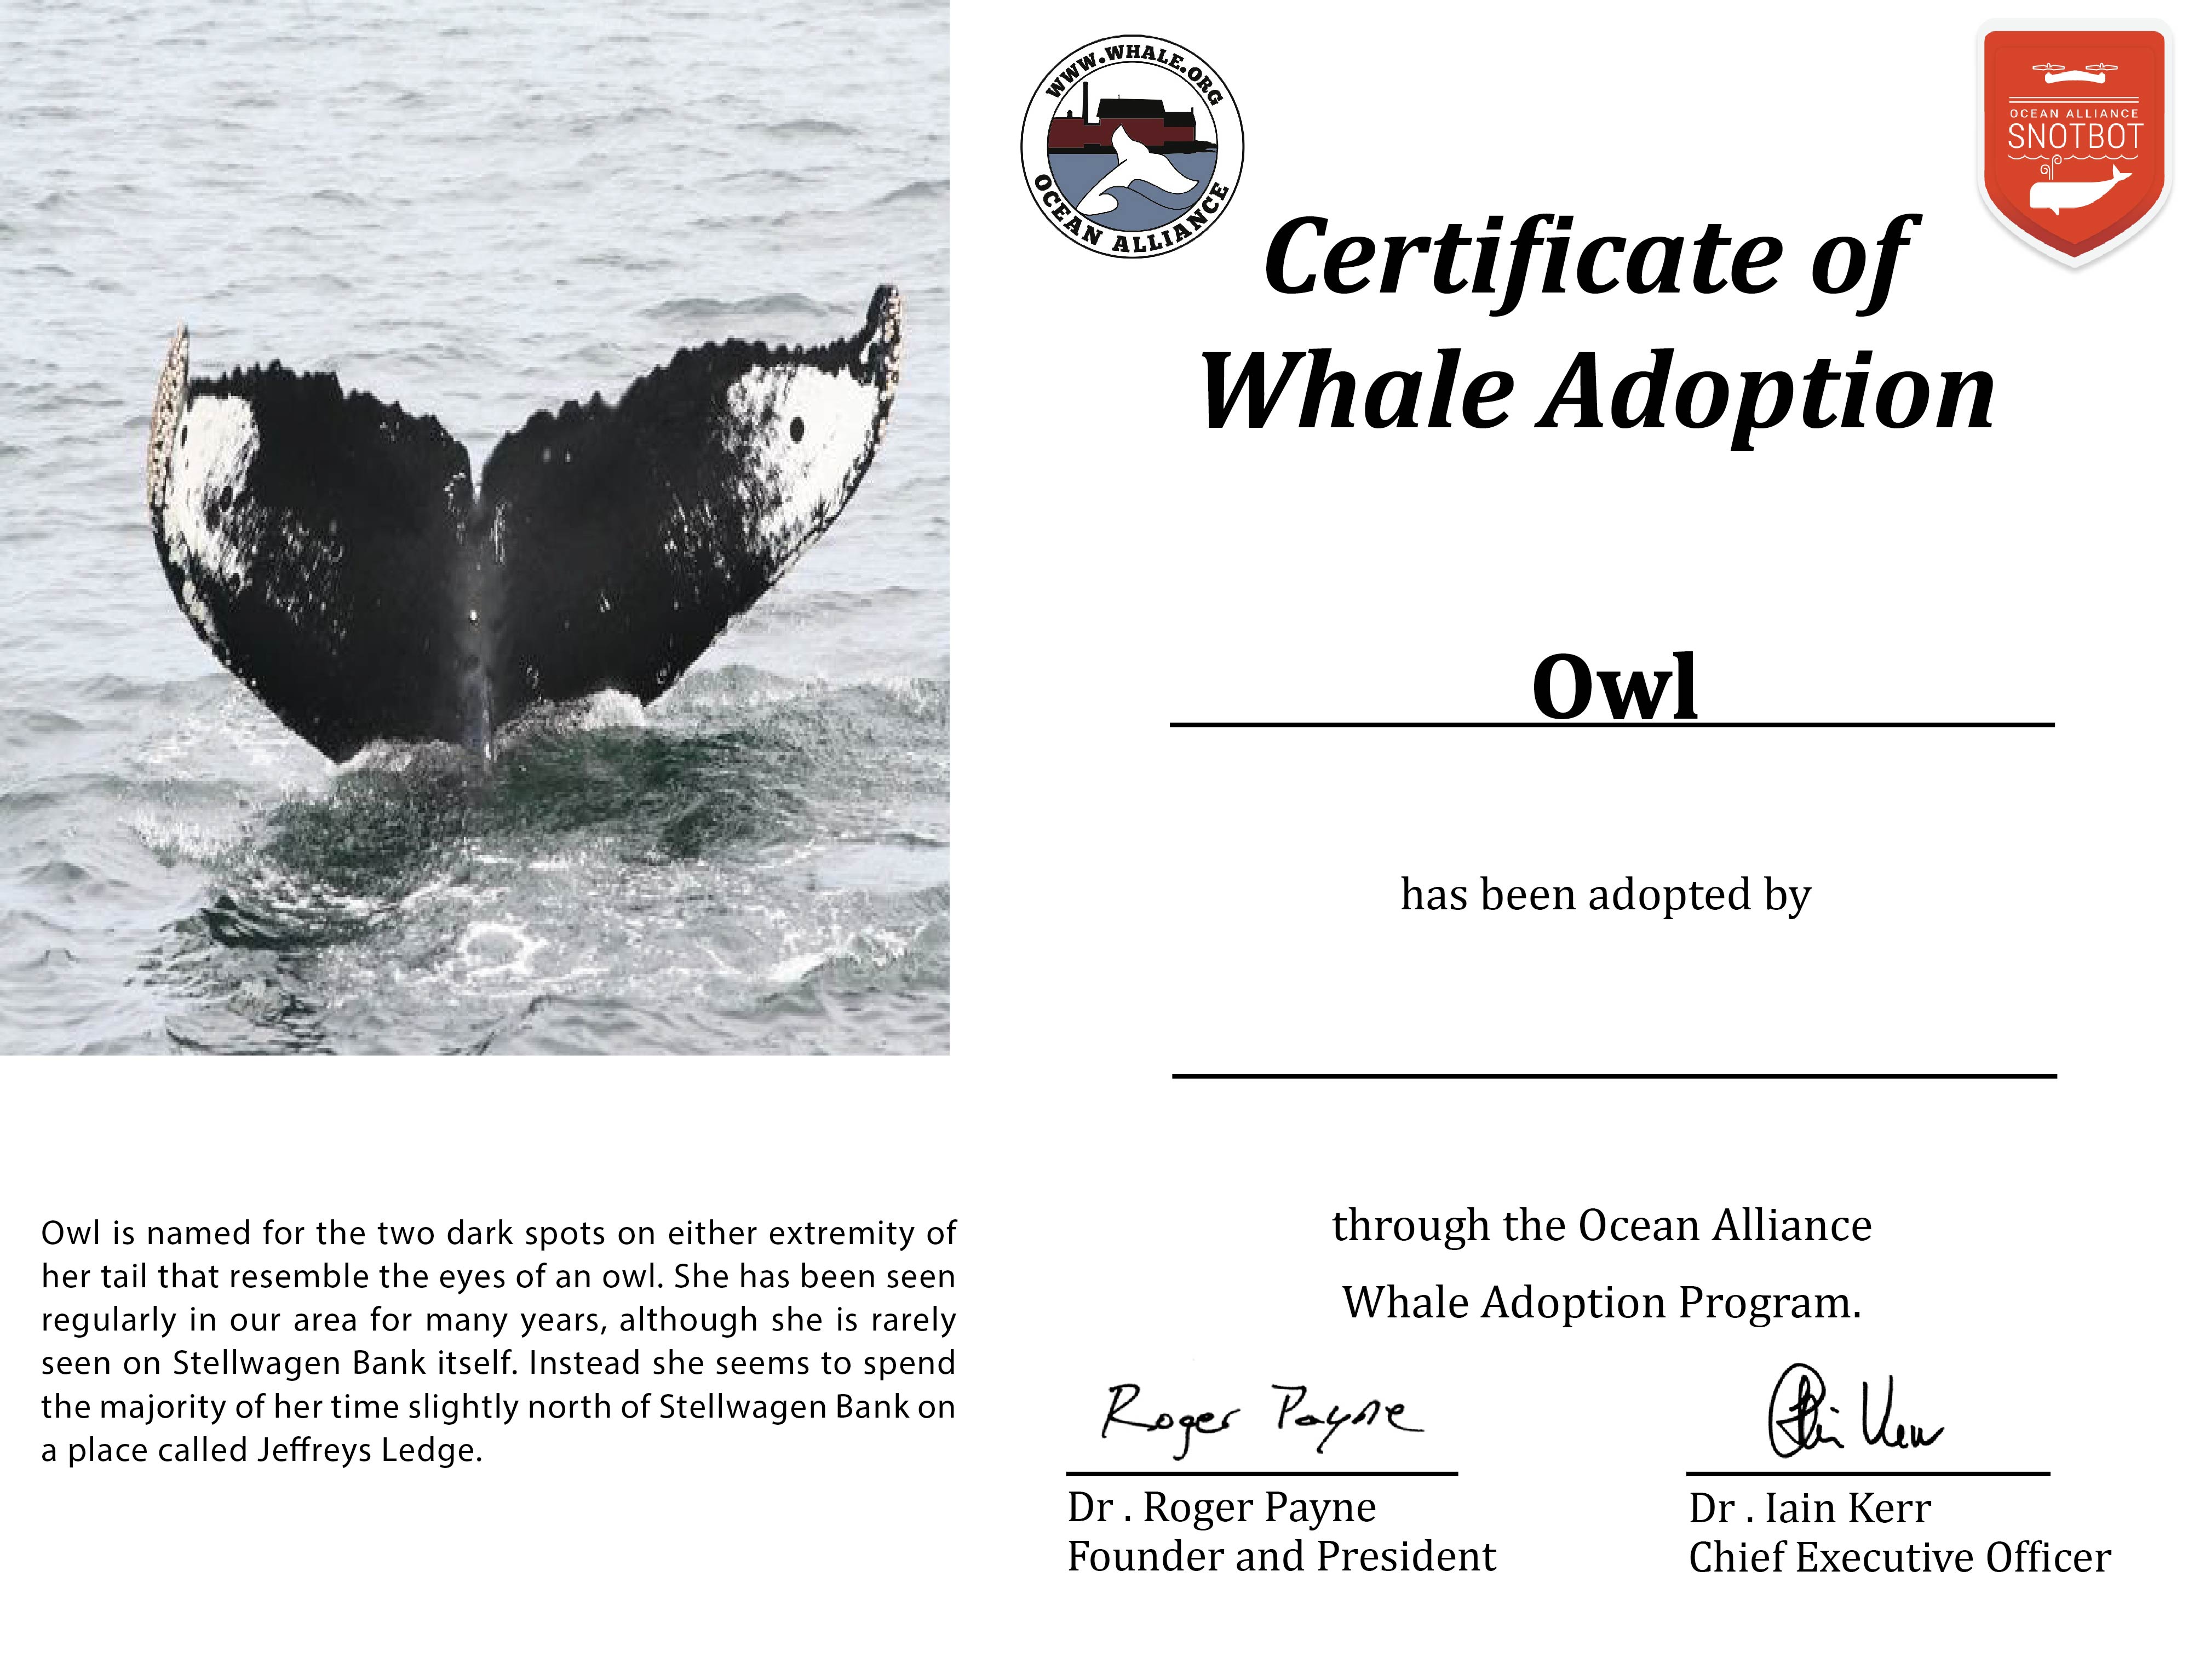 WWW.WHALE.ORG
OCEAN ALLIANCE
OCEAN ALLIANCE
SNOTBOT
Certificate of
Whale Adoption
Owl
has been adopted by
Owl is named for the two dark spots on either extremity of
her tail that resemble the eyes of an owl. She has been seen
regularly in our area for many years, although she is rarely
seen on Stellwagen Bank itself. Instead she seems to spend
the majority of her time slightly north of Stellwagen Bank on
a place called Jeffreys Ledge.
through the Ocean Alliance
Whale Adoption Program.
Roger Payne
Iain Kerr
Dr . Roger Payne
Founder and President
Dr . Iain Kerr
Chief Executive Officer